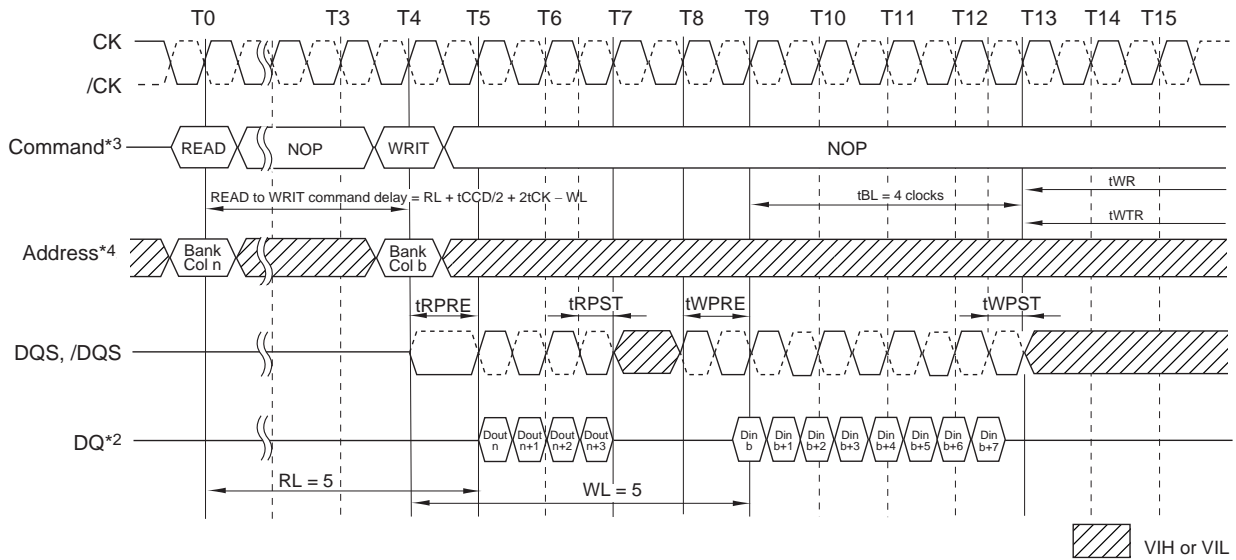 T0 T3 T4 T5 T6 T7 T8 T9 T10 T11 T12 T13 T14 T15
CK
/CK
Command*3 READ NOP WRIT NOP
READ to WRIT command delay = RL + tCCD/2 + 2tCK – WL
tBL = 4 clocks
tWR
tWTR
Address*4 Bank Col n Bank Col b
tRPRE tRPST tWPRE tWPST
DQS, /DQS
DQ*2 Dout n Dout n+1 Dout n+2 Dout n+3 Din b Din b+1 Din b+2 Din b+3 Din b+4 Din b+5 Din b+6 Din b+7
RL = 5
WL = 5
VIH or VIL